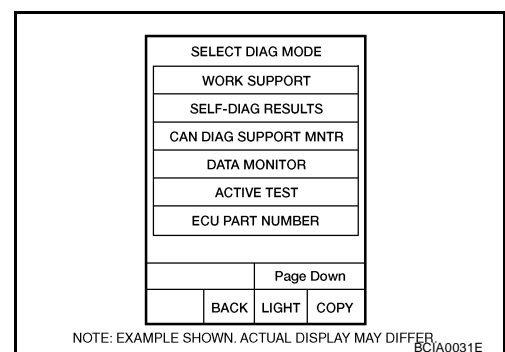 SELECT DIAG MODE
WORK SUPPORT
SELF-DIAG RESULTS
CAN DIAG SUPPORT MNTR
DATA MONITOR
ACTIVE TEST
ECU PART NUMBER
Page Down
BACK LIGHT COPY
NOTE: EXAMPLE SHOWN. ACTUAL DISPLAY MAY DIFFER.
BCIA0031E